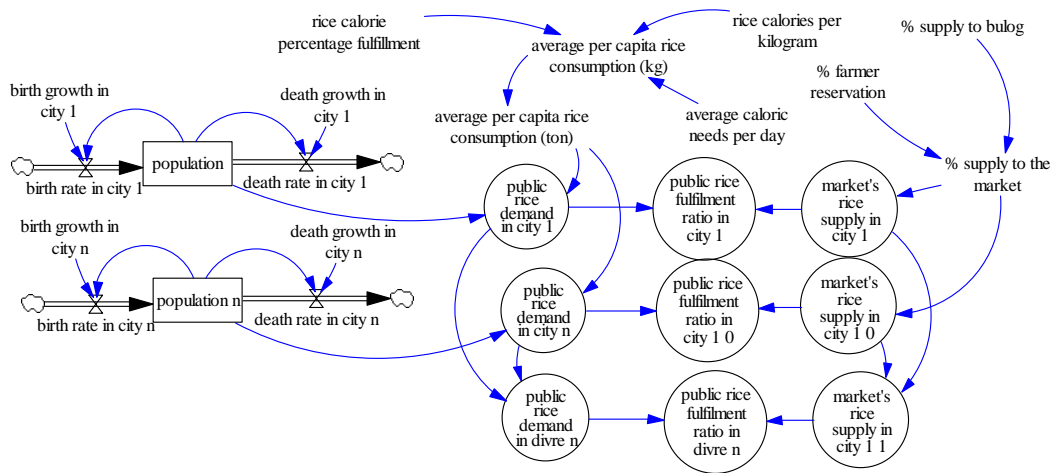 rice calorie
percentage fulfillment
rice calories per
kilogram
% supply to bulog
average per capita rice
consumption (kg)
% farmer
reservation
birth growth in
city 1
death growth in
city 1
average per capita rice
consumption (ton)
average caloric
needs per day
population
birth rate in city 1
death rate in city 1
% supply to the
market
public
rice
demand
in city 1
public rice
fulfilment
ratio in
city 1
market's
rice
supply in
city 1
birth growth in
city n
death growth in
city n
population n
birth rate in city n
death rate in city n
public
rice
demand
in city n
public rice
fulfilment
ratio in
city 1 0
market's
rice
supply in
city 1 0
public
rice
demand
in divre n
public rice
fulfilment
ratio in
divre n
market's
rice
supply in
city 1 1